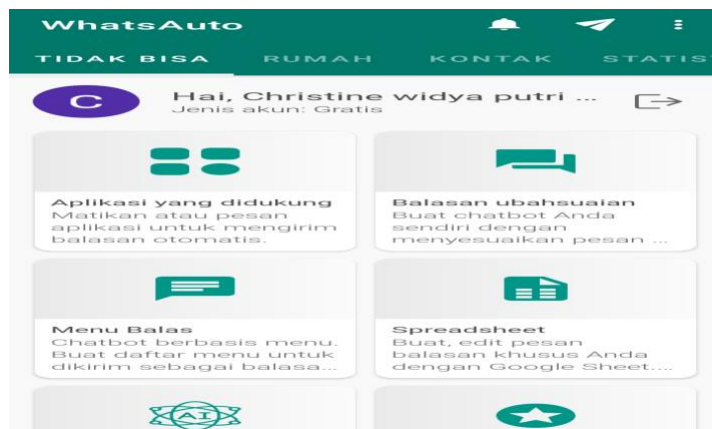 WhatsAuto
TIDAK BISA RUMAH KONTAK STATIS
C
Hai, Christine widya putri ...
Jenis akun: Gratis
Aplikasi yang didukung
Matikan atau pesan
aplikasi untuk mengirim
balasan otomatis.
Balasan ubahsuaian
Buat chatbot Anda
sendiri dengan
menyesuaikan pesan ...
Menu Balas
Chatbot berbasis menu.
Buat daftar menu untuk
dikirim sebagai balasa...
Spreadsheet
Buat, edit pesan
balasan khusus Anda
dengan Google Sheet....
AI